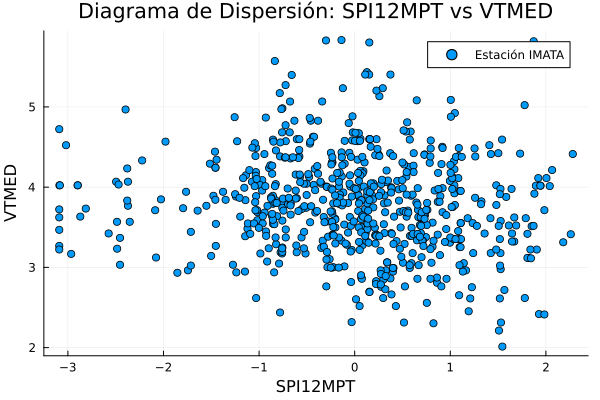 Diagrama de Dispersión: SPI12MPT vs VTMED
Estación IMATA
VTMED
5
4
3
2
−3
−2
−1
0
1
2
SPI12MPT